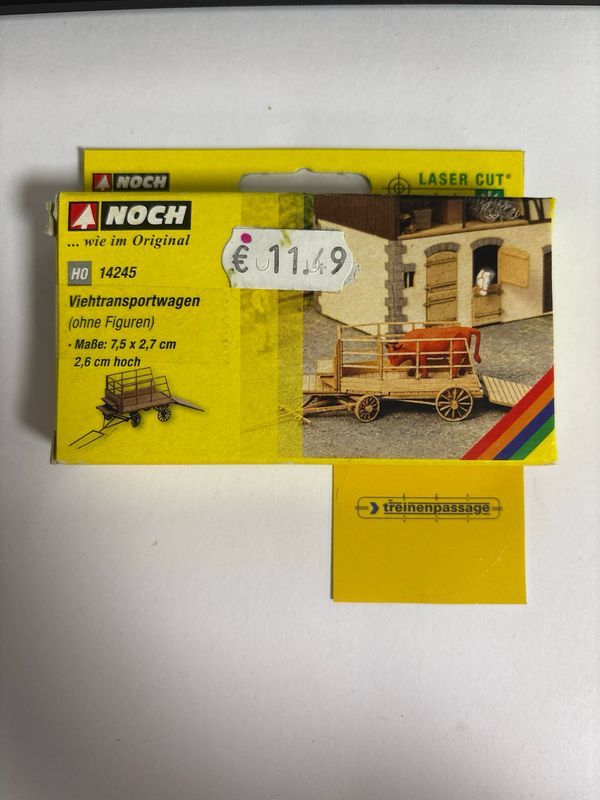 NOCH
LASER CUT®
NOCH
... wie im Original
€ 11.49
H0 14245
Viehtransportwagen
(ohne Figuren)
· Maße: 7,5 x 2,7 cm
2,6 cm hoch
treinenpassage